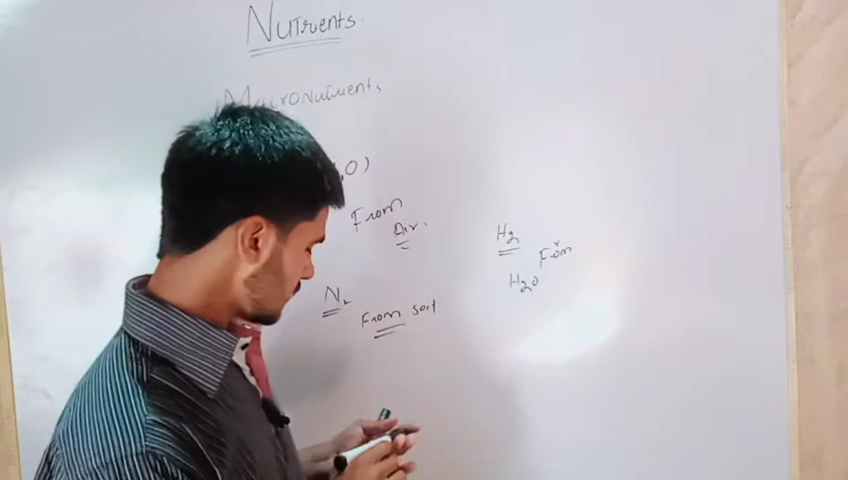 Nutrients.
Macronutrients,
,O)
From
Air.
H2
From
H2O
N2
From soil